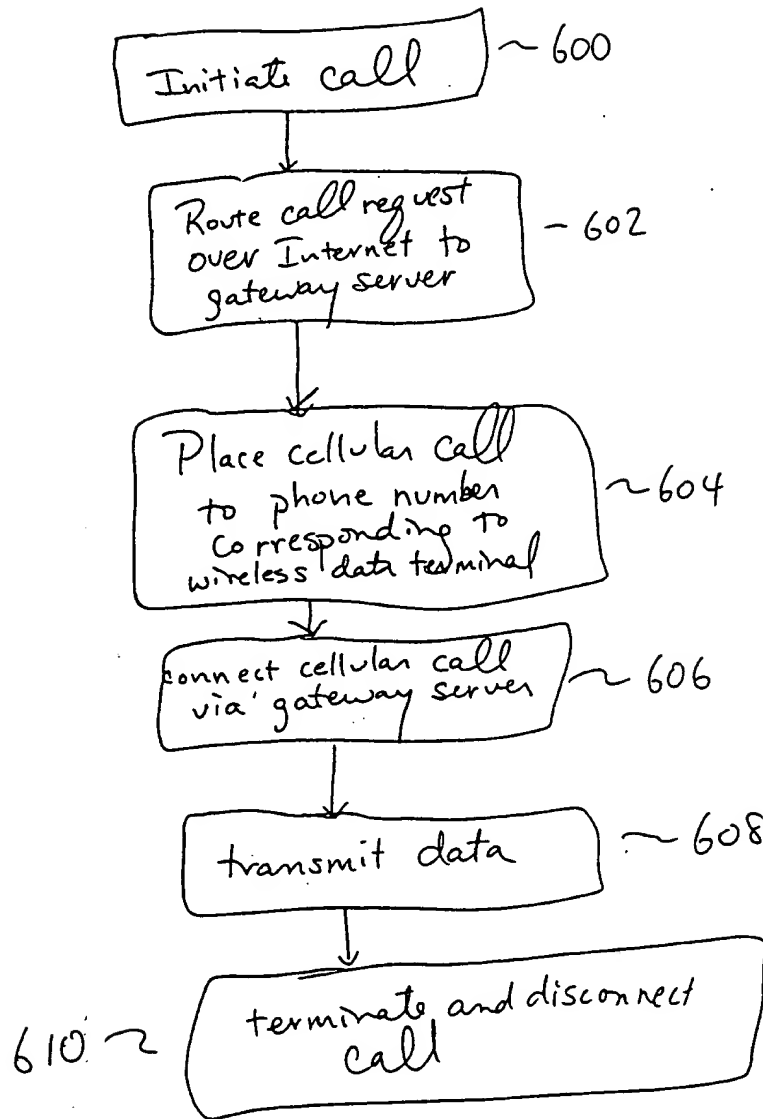 Initiate call
~ 600
Route call request
over Internet to
gateway server
~ 602
Place cellular call
to phone number
corresponding to
wireless data terminal
~ 604
connect cellular call
via gateway server
~ 606
transmit data
~ 608
terminate and disconnect
call
610 ~